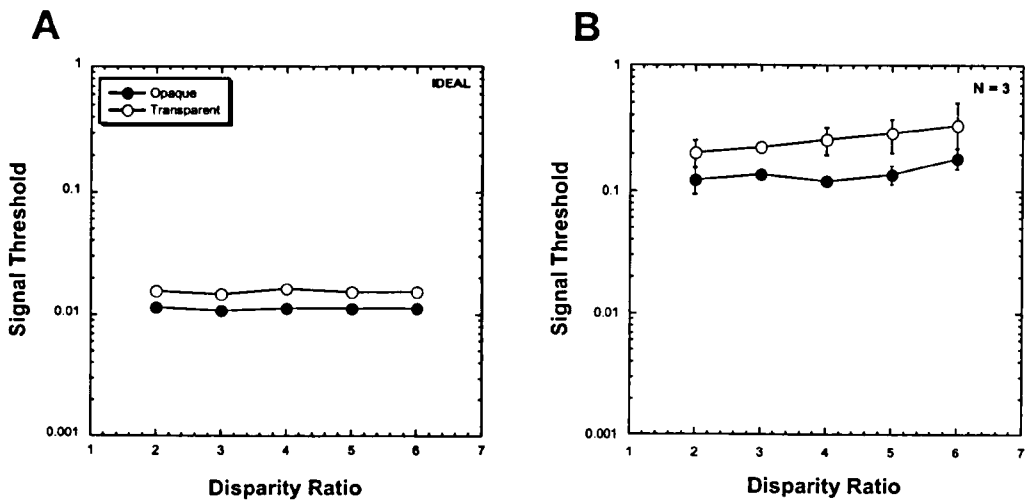 A
IDEAL
Opaque
Transparent
1
0.1
0.01
0.001
Signal Threshold
1 2 3 4 5 6 7
Disparity Ratio
B
N = 3
1
0.1
0.01
0.001
Signal Threshold
1 2 3 4 5 6 7
Disparity Ratio